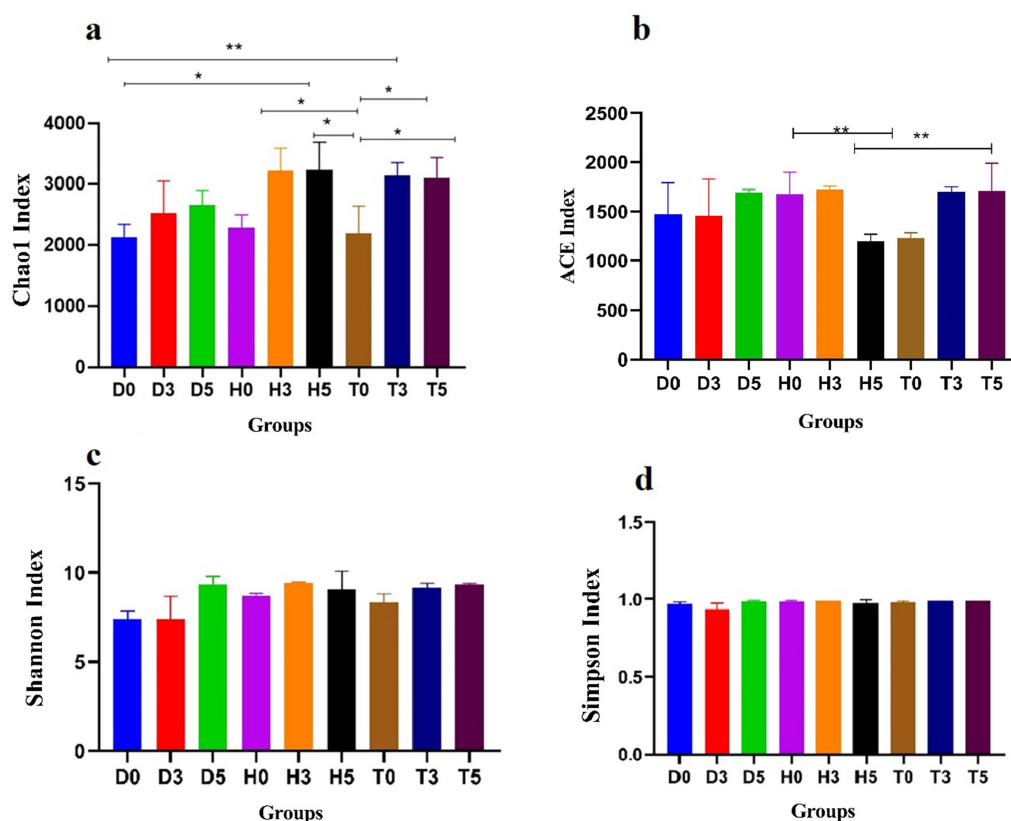 a
**
*
*
*
*
*
Chao1 Index
4000
3000
2000
1000
0
D0 D3 D5 H0 H3 H5 T0 T3 T5
Groups
b
**
**
ACE Index
2500
2000
1500
1000
500
0
D0 D3 D5 H0 H3 H5 T0 T3 T5
Groups
c
Shannon Index
15
10
5
0
D0 D3 D5 H0 H3 H5 T0 T3 T5
Groups
d
Simpson Index
1.5
1.0
0.5
0.0
D0 D3 D5 H0 H3 H5 T0 T3 T5
Groups